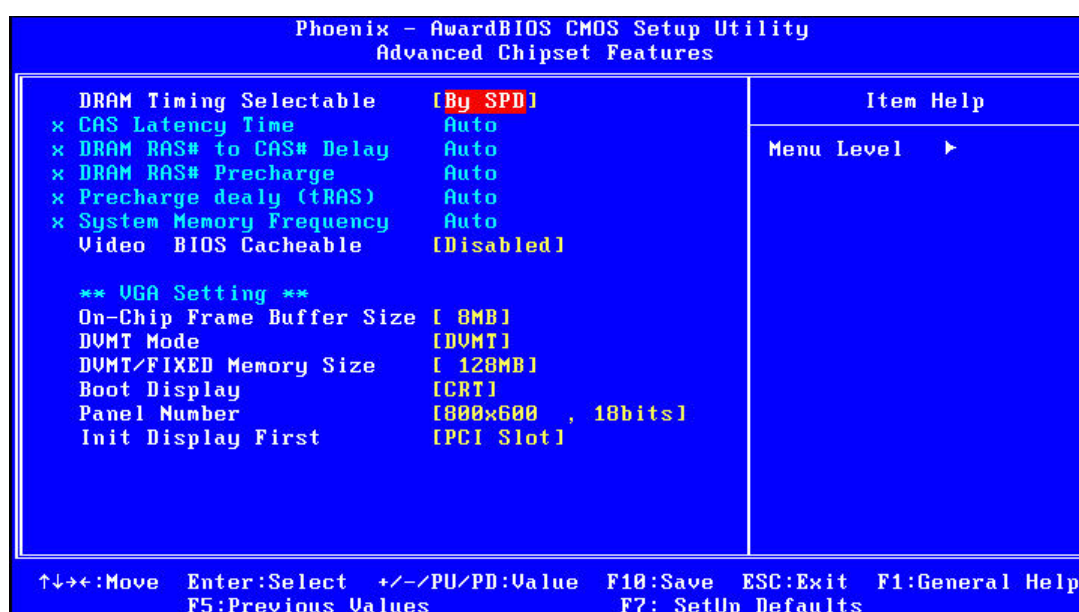 Phoenix - AwardBIOS CMOS Setup Utility
Advanced Chipset Features
DRAM Timing Selectable [By SPD]
x CAS Latency Time Auto
x DRAM RAS# to CAS# Delay Auto
x DRAM RAS# Precharge Auto
x Precharge dealy (tRAS) Auto
x System Memory Frequency Auto
Video BIOS Cacheable [Disabled]
** VGA Setting **
On-Chip Frame Buffer Size [ 8MB]
DVMT Mode [DVMT]
DVMT/FIXED Memory Size [ 128MB]
Boot Display [CRT]
Panel Number [800x600 , 18bits]
Init Display First [PCI Slot]
Item Help
Menu Level ►
↑↓→←:Move Enter:Select +/-/PU/PD:Value F10:Save ESC:Exit F1:General Help
F5:Previous Values F7: SetUp Defaults